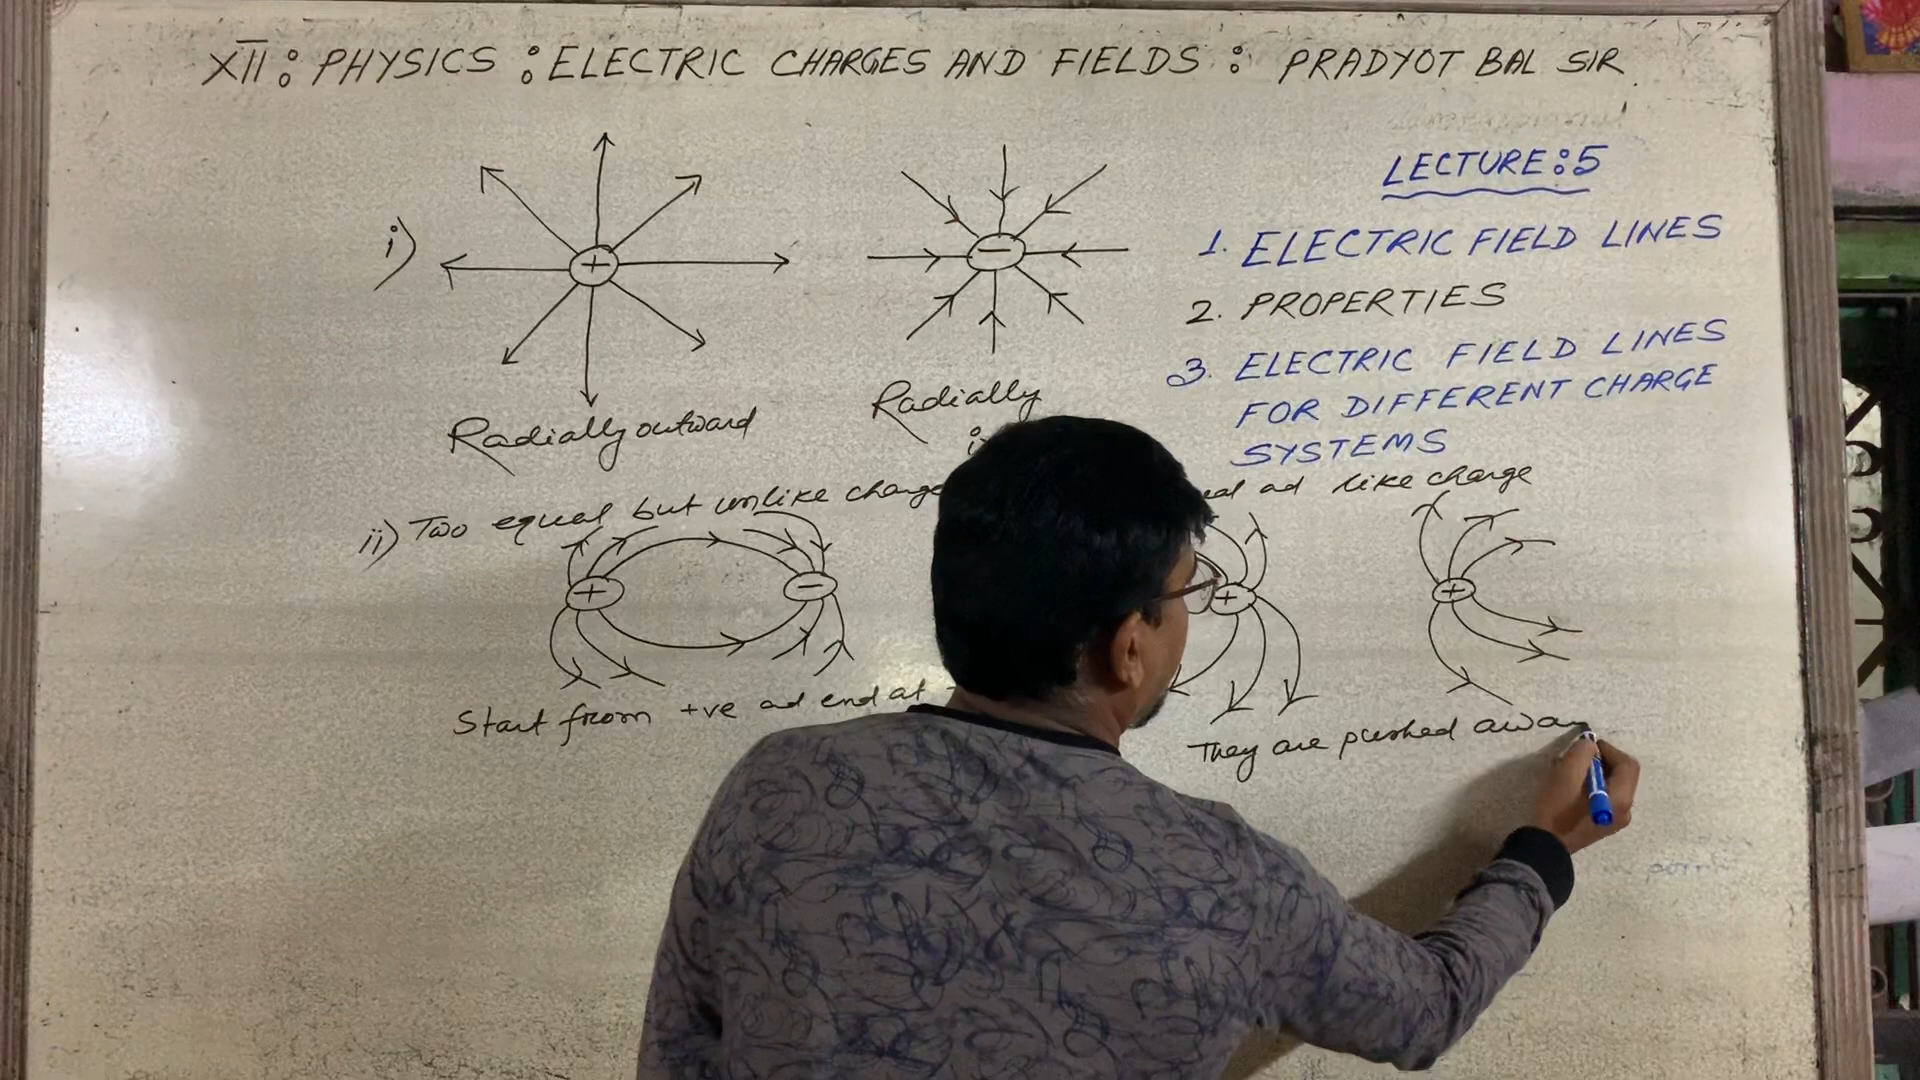 XII : PHYSICS : ELECTRIC CHARGES AND FIELDS : PRADYOT BAL SIR
LECTURE : 5
1. ELECTRIC FIELD LINES
2. PROPERTIES
3. ELECTRIC FIELD LINES
FOR DIFFERENT CHARGE
SYSTEMS
i)
+
−
Radially outward
Radially
ii) Two equal but unlike charge
ad like charge
+
−
+
+
Start from +ve ad end at
They are pushed away